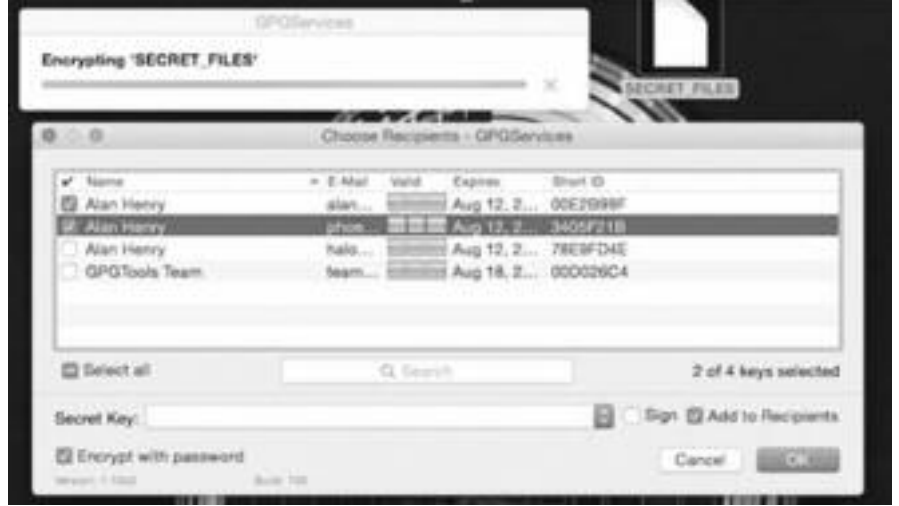 GPGServices
Encrypting 'SECRET_FILES'
SECRET_FILES
Choose Recipients - GPGServices
Name E-Mail Valid Expires Short ID
Alan Henry alan... Aug 12, 2...
Alan Henry phon... Aug 12, 2... 3405F21B
Alan Henry halo... Aug 12, 2... 78E9FD4E
GPGTools Team team... Aug 18, 2... 00D026C4
Select all Search 2 of 4 keys selected
Secret Key: Sign Add to Recipients
Encrypt with password Cancel OK
Version: Build: